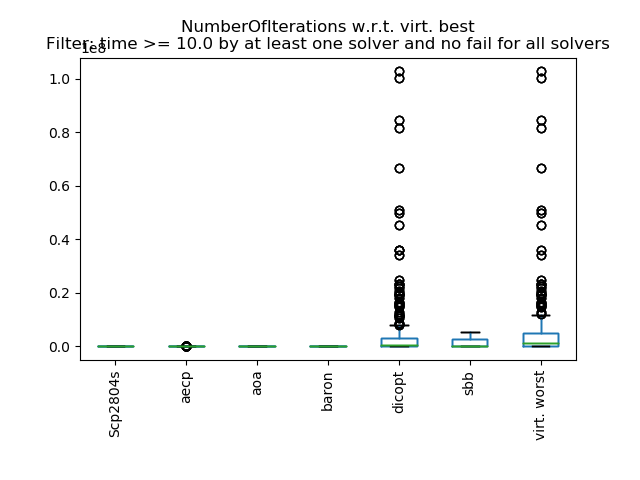 NumberOfIterations w.r.t. virt. best
Filter: time >= 10.0 by at least one solver and no fail for all solvers
1e8
1.0
0.8
0.6
0.4
0.2
0.0
Scp2804s
aecp
aoa
baron
dicopt
sbb
virt. worst